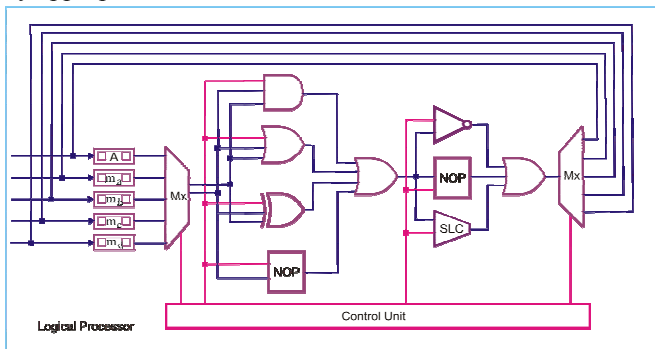 A
Mx
NOP
NOP
SLC
Mx
Control Unit
Logical Processor